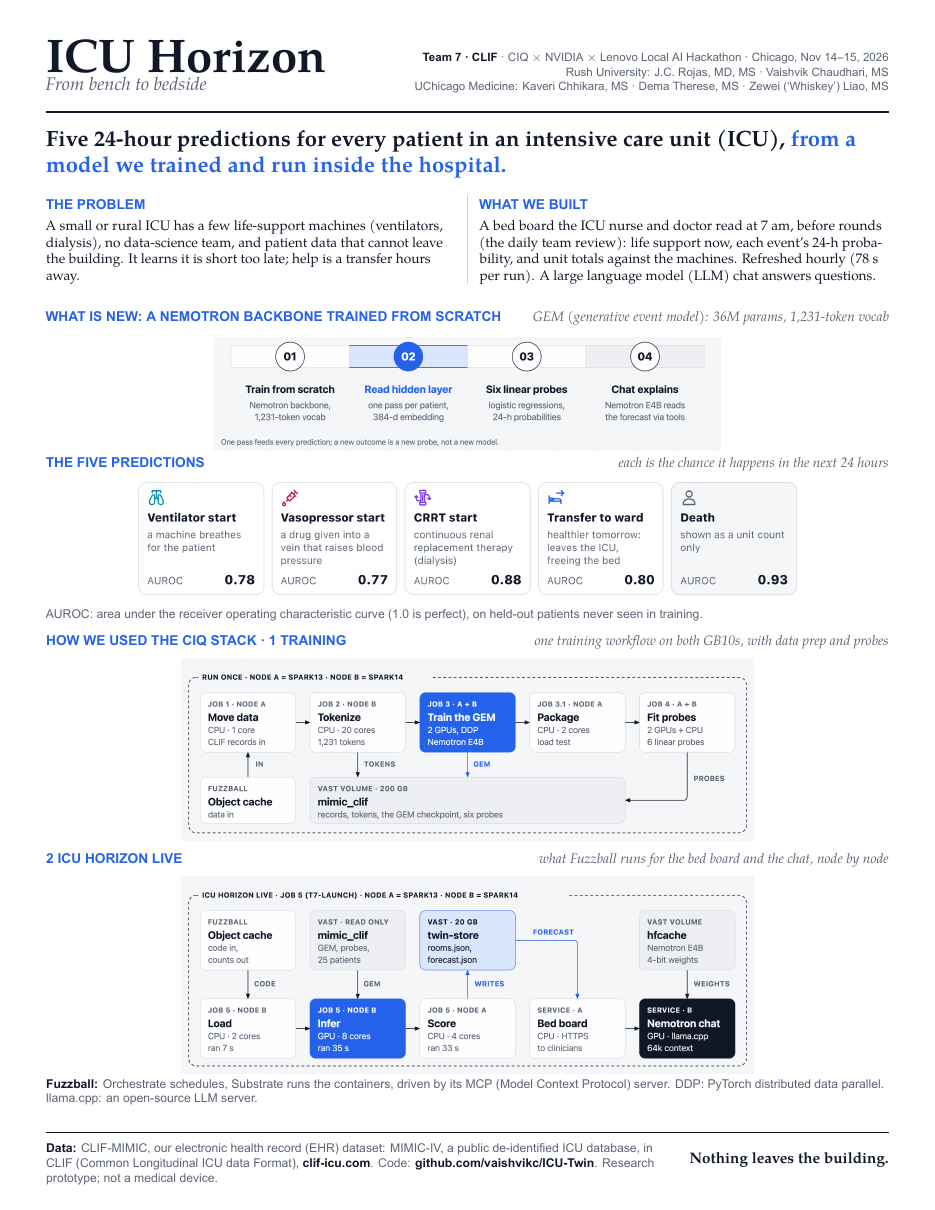 ICU Horizon
From bench to bedside
Team 7 · CLIF · CIQ × NVIDIA × Lenovo Local AI Hackathon · Chicago, Nov 14–15, 2026
Rush University: J.C. Rojas, MD, MS · Vaishvik Chaudhari, MS
UChicago Medicine: Kaveri Chhikara, MS · Dema Therese, MS · Zewei (‘Whiskey’) Liao, MS
Five 24-hour predictions for every patient in an intensive care unit (ICU), from a
model we trained and run inside the hospital.
THE PROBLEM
A small or rural ICU has a few life-support machines (ventilators,
dialysis), no data-science team, and patient data that cannot leave
the building. It learns it is short too late; help is a transfer hours
away.
WHAT WE BUILT
A bed board the ICU nurse and doctor read at 7 am, before rounds
(the daily team review): life support now, each event’s 24-h proba-
bility, and unit totals against the machines. Refreshed hourly (78 s
per run). A large language model (LLM) chat answers questions.
WHAT IS NEW: A NEMOTRON BACKBONE TRAINED FROM SCRATCH
GEM (generative event model): 36M params, 1,231-token vocab
01
02
03
04
Train from scratch
Nemotron backbone,
1,231-token vocab
Read hidden layer
one pass per patient,
384-d embedding
Six linear probes
logistic regressions,
24-h probabilities
Chat explains
Nemotron E4B reads
the forecast via tools
One pass feeds every prediction; a new outcome is a new probe, not a new model.
THE FIVE PREDICTIONS
each is the chance it happens in the next 24 hours
Ventilator start
a machine breathes
for the patient
AUROC 0.78
Vasopressor start
a drug given into a
vein that raises blood
pressure
AUROC 0.77
CRRT start
continuous renal
replacement therapy
(dialysis)
AUROC 0.88
Transfer to ward
healthier tomorrow:
leaves the ICU,
freeing the bed
AUROC 0.80
Death
shown as a unit count
only
AUROC 0.93
AUROC: area under the receiver operating characteristic curve (1.0 is perfect), on held-out patients never seen in training.
HOW WE USED THE CIQ STACK · 1 TRAINING
one training workflow on both GB10s, with data prep and probes
RUN ONCE · NODE A = SPARK13 · NODE B = SPARK14
JOB 1 · NODE A
Move data
CPU · 1 core
CLIF records in
JOB 2 · NODE B
Tokenize
CPU · 20 cores
1,231 tokens
JOB 3 · A + B
Train the GEM
2 GPUs, DDP
Nemotron E4B
JOB 3.1 · NODE A
Package
CPU · 2 cores
load test
JOB 4 · A + B
Fit probes
2 GPUs + CPU
6 linear probes
IN
TOKENS
GEM
PROBES
FUZZBALL
Object cache
data in
VAST VOLUME · 200 GB
mimic_clif
records, tokens, the GEM checkpoint, six probes
2 ICU HORIZON LIVE
what Fuzzball runs for the bed board and the chat, node by node
ICU HORIZON LIVE · JOB 5 (T7-LAUNCH) · NODE A = SPARK13 · NODE B = SPARK14
FUZZBALL
Object cache
code in,
counts out
VAST · READ ONLY
mimic_clif
GEM, probes,
25 patients
VAST · 20 GB
twin-store
rooms.json,
forecast.json
FORECAST
VAST VOLUME
hfcache
Nemotron E4B
4-bit weights
CODE
GEM
WRITES
WEIGHTS
JOB 5 · NODE B
Load
CPU · 2 cores
ran 7 s
JOB 5 · NODE B
Infer
GPU · 8 cores
ran 35 s
JOB 5 · NODE A
Score
CPU · 4 cores
ran 33 s
SERVICE · A
Bed board
CPU · HTTPS
to clinicians
SERVICE · B
Nemotron chat
GPU · llama.cpp
64k context
Fuzzball: Orchestrate schedules, Substrate runs the containers, driven by its MCP (Model Context Protocol) server. DDP: PyTorch distributed data parallel.
llama.cpp: an open-source LLM server.
Data: CLIF-MIMIC, our electronic health record (EHR) dataset: MIMIC-IV, a public de-identified ICU database, in
CLIF (Common Longitudinal ICU data Format), clif-icu.com. Code: github.com/vaishvikc/ICU-Twin. Research
prototype; not a medical device.
Nothing leaves the building.